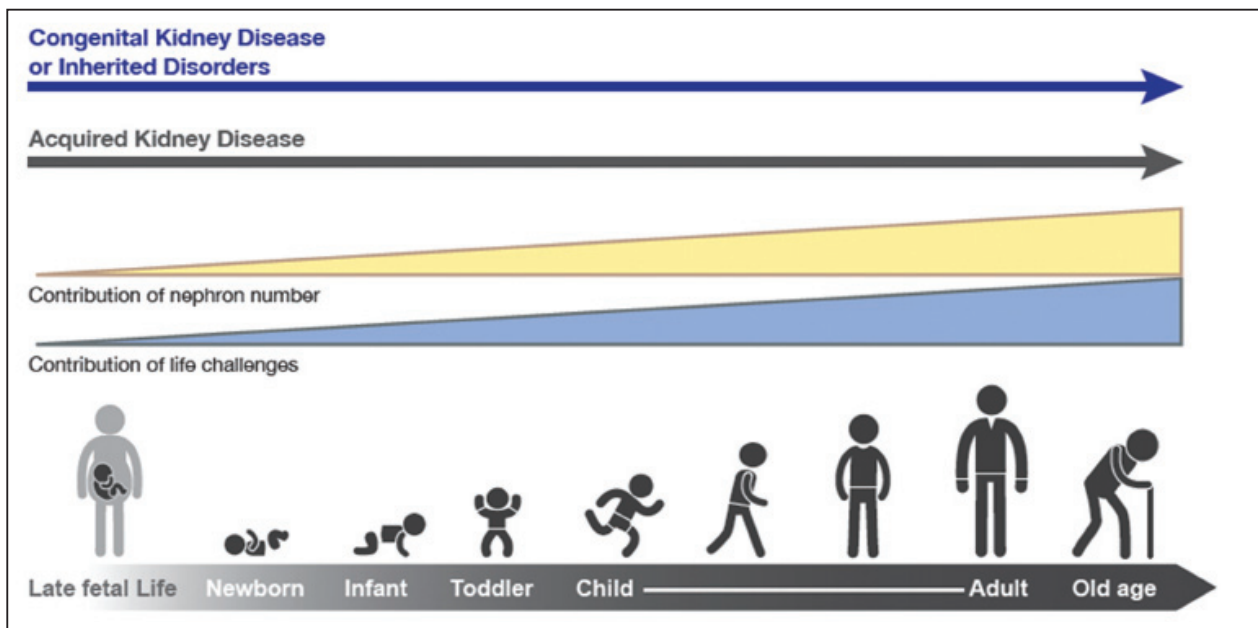 Congenital Kidney Disease
or Inherited Disorders
Acquired Kidney Disease
Contribution of nephron number
Contribution of life challenges
Late fetal Life Newborn Infant Toddler Child Adult Old age